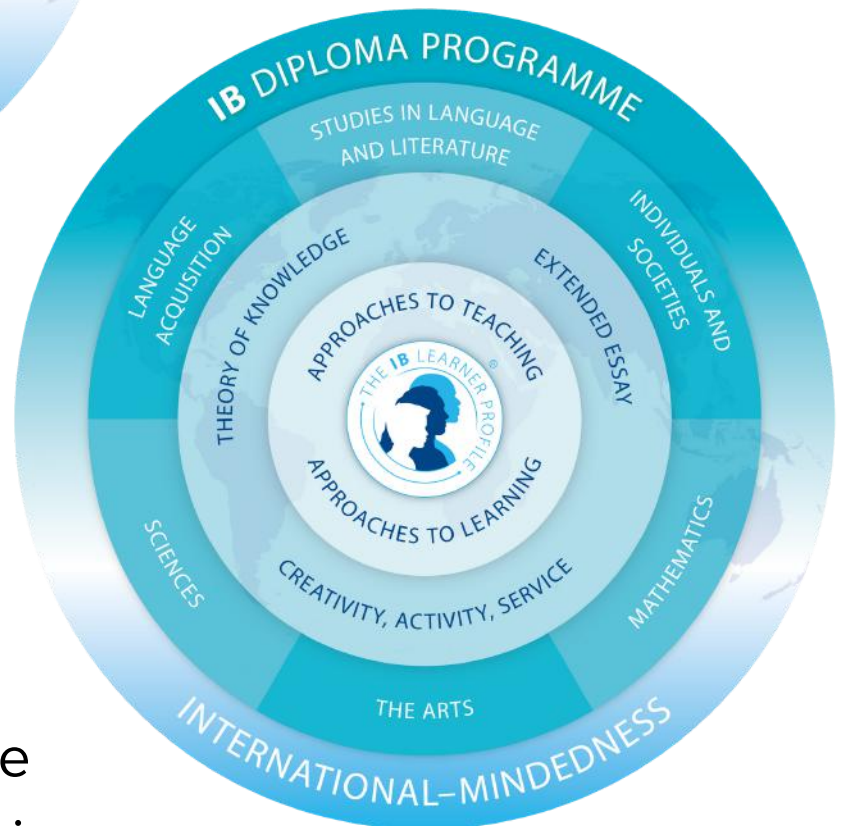 IB DIPLOMA PROGRAMME
STUDIES IN LANGUAGE
AND LITERATURE
LANGUAGE
ACQUISITION
INDIVIDUALS AND
SOCIETIES
THEORY OF KNOWLEDGE
EXTENDED ESSAY
APPROACHES TO TEACHING
THE IB LEARNER PROFILE
®
APPROACHES TO LEARNING
SCIENCES
MATHEMATICS
CREATIVITY, ACTIVITY, SERVICE
THE ARTS
INTERNATIONAL–MINDEDNESS
e